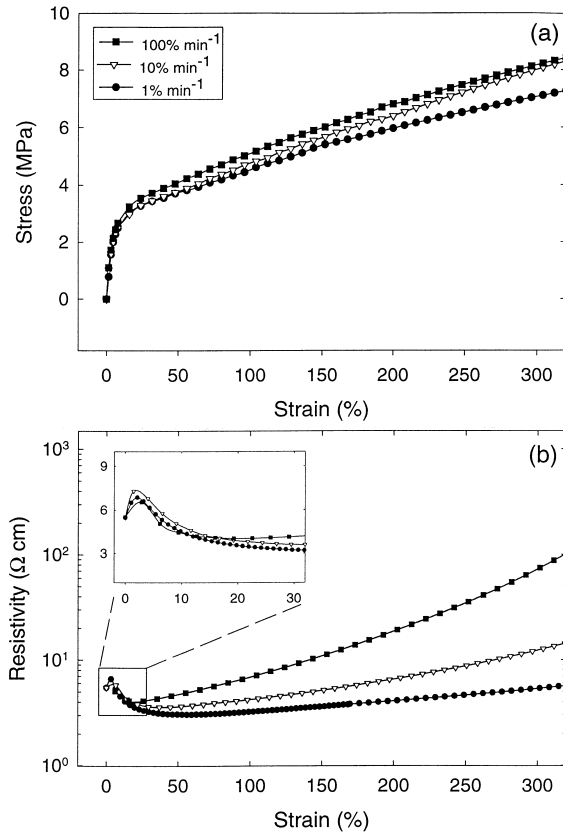 (a)
100% min⁻¹
10% min⁻¹
1% min⁻¹
10
8
6
4
2
0
Stress (MPa)
0 50 100 150 200 250 300
Strain (%)
(b)
10³
10²
10¹
10⁰
Resistivity (Ω cm)
9
6
3
0 10 20 30
0 50 100 150 200 250 300
Strain (%)